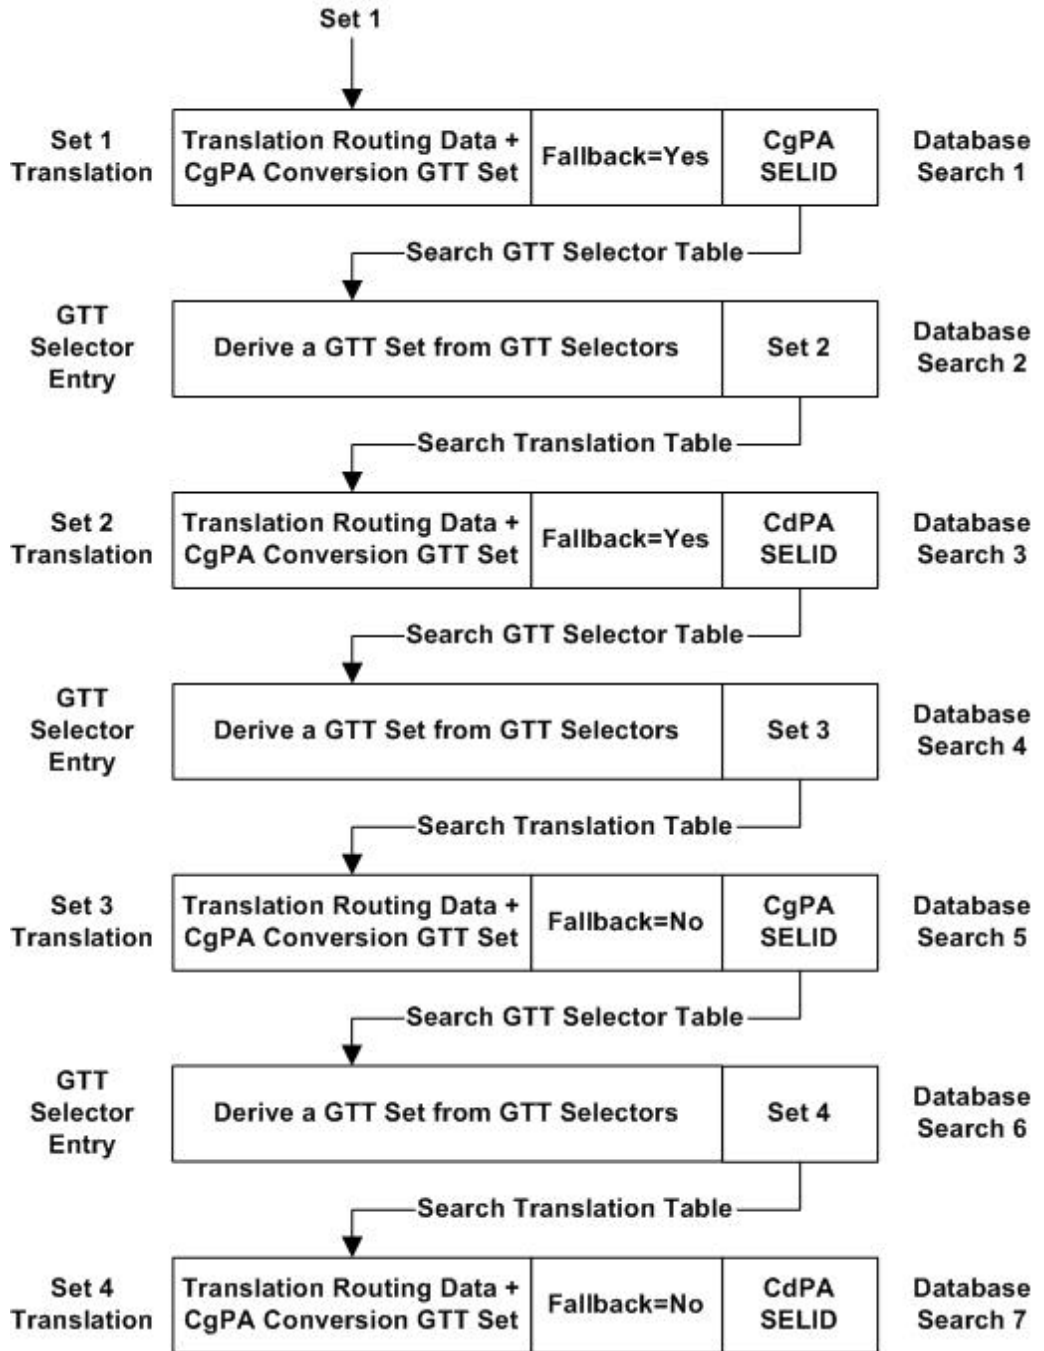 Set 1
Set 1
Translation
Translation Routing Data +
CgPA Conversion GTT Set
Fallback=Yes
CgPA
SELID
Database
Search 1
Search GTT Selector Table
GTT
Selector
Entry
Derive a GTT Set from GTT Selectors
Set 2
Database
Search 2
Search Translation Table
Set 2
Translation
Translation Routing Data +
CgPA Conversion GTT Set
Fallback=Yes
CdPA
SELID
Database
Search 3
Search GTT Selector Table
GTT
Selector
Entry
Derive a GTT Set from GTT Selectors
Set 3
Database
Search 4
Search Translation Table
Set 3
Translation
Translation Routing Data +
CgPA Conversion GTT Set
Fallback=No
CgPA
SELID
Database
Search 5
Search GTT Selector Table
GTT
Selector
Entry
Derive a GTT Set from GTT Selectors
Set 4
Database
Search 6
Search Translation Table
Set 4
Translation
Translation Routing Data +
CgPA Conversion GTT Set
Fallback=No
CdPA
SELID
Database
Search 7